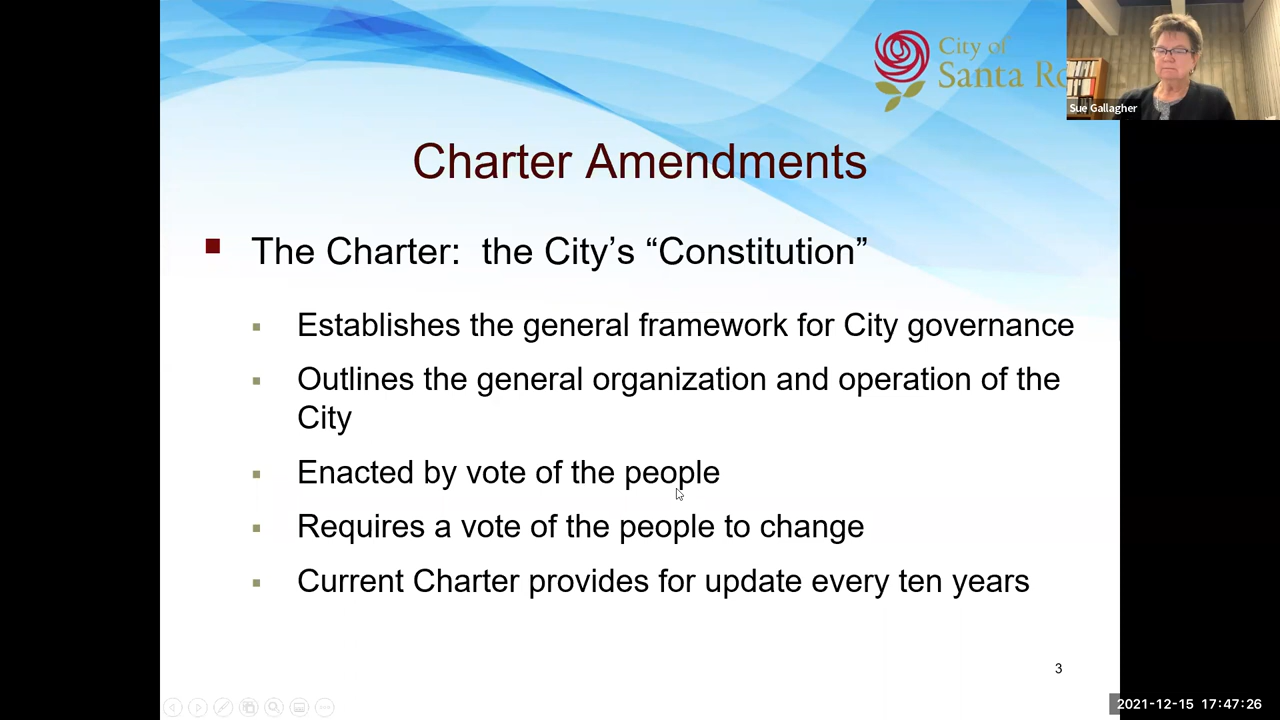 City of
Santa Ro
Sue Gallagher
Charter Amendments
The Charter:  the City’s “Constitution”
Establishes the general framework for City governance
Outlines the general organization and operation of the
City
Enacted by vote of the people
Requires a vote of the people to change
Current Charter provides for update every ten years
3
2021-12-15 17:47:26